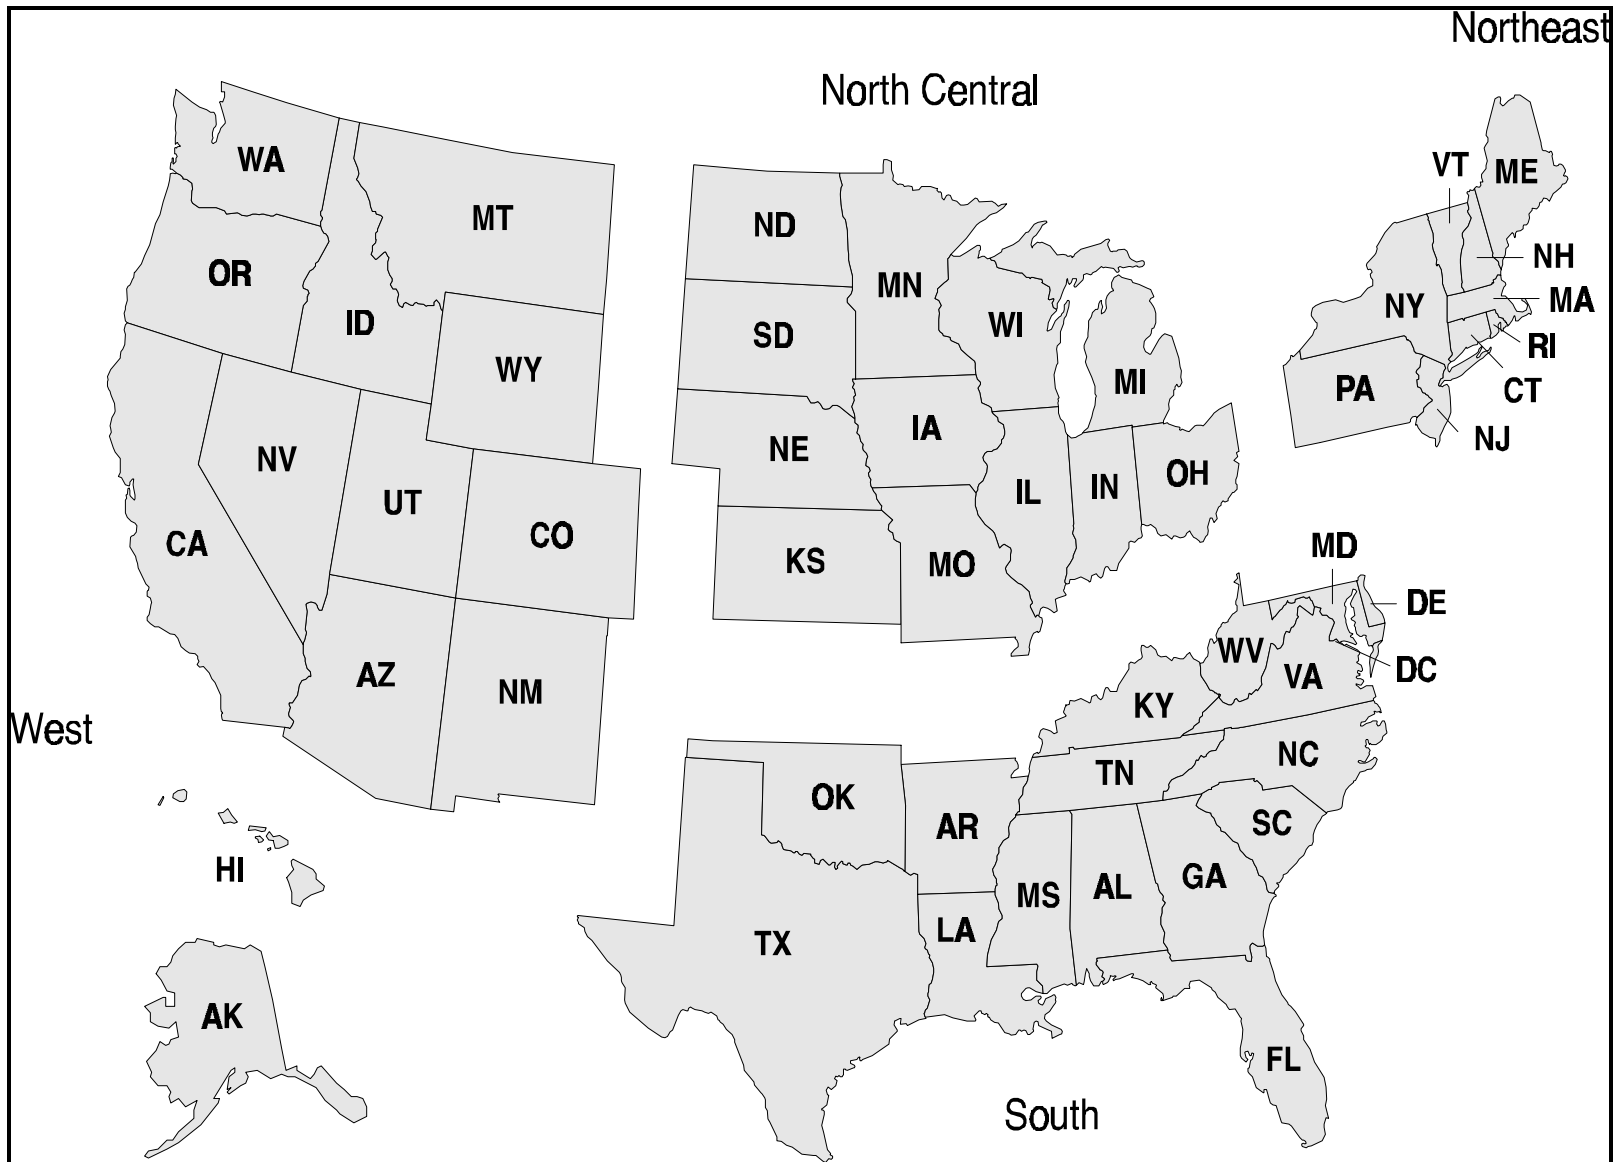 Northeast
North Central
WA
MT
ND
MN
VT
ME
OR
ID
WY
SD
WI
MI
NY
NH
MA
RI
CT
PA
NJ
NV
UT
CO
CA
NE
IA
IL
IN
OH
KS
MO
MD
DE
DC
WV
VA
KY
AZ
NM
West
NC
TN
OK
AR
SC
HI
MS
AL
GA
LA
TX
AK
FL
South